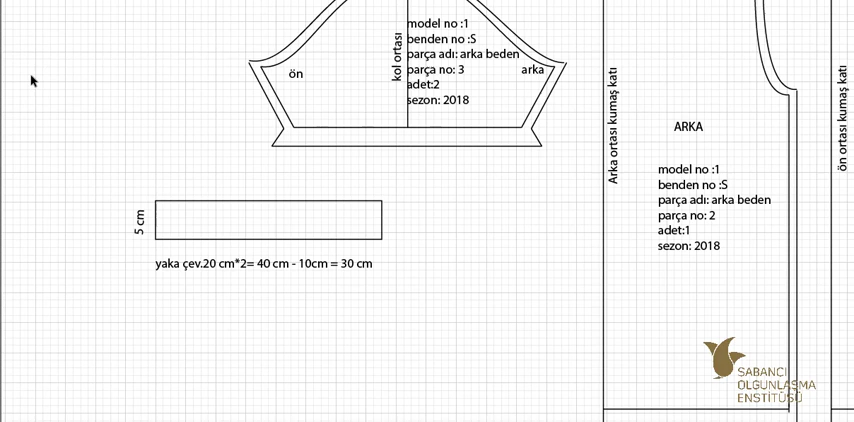 model no :1
benden no :S
parça adı: arka beden
parça no: 3
adet:2
sezon: 2018
kol ortası
ön
arka
5 cm
yaka çev.20 cm*2= 40 cm - 10cm = 30 cm
Arka ortası kumaş katı
ARKA
model no :1
benden no :S
parça adı: arka beden
parça no: 2
adet:1
sezon: 2018
ön ortası kumaş katı
SABANCI
OLGUNLAŞMA
ENSTİTÜSÜ